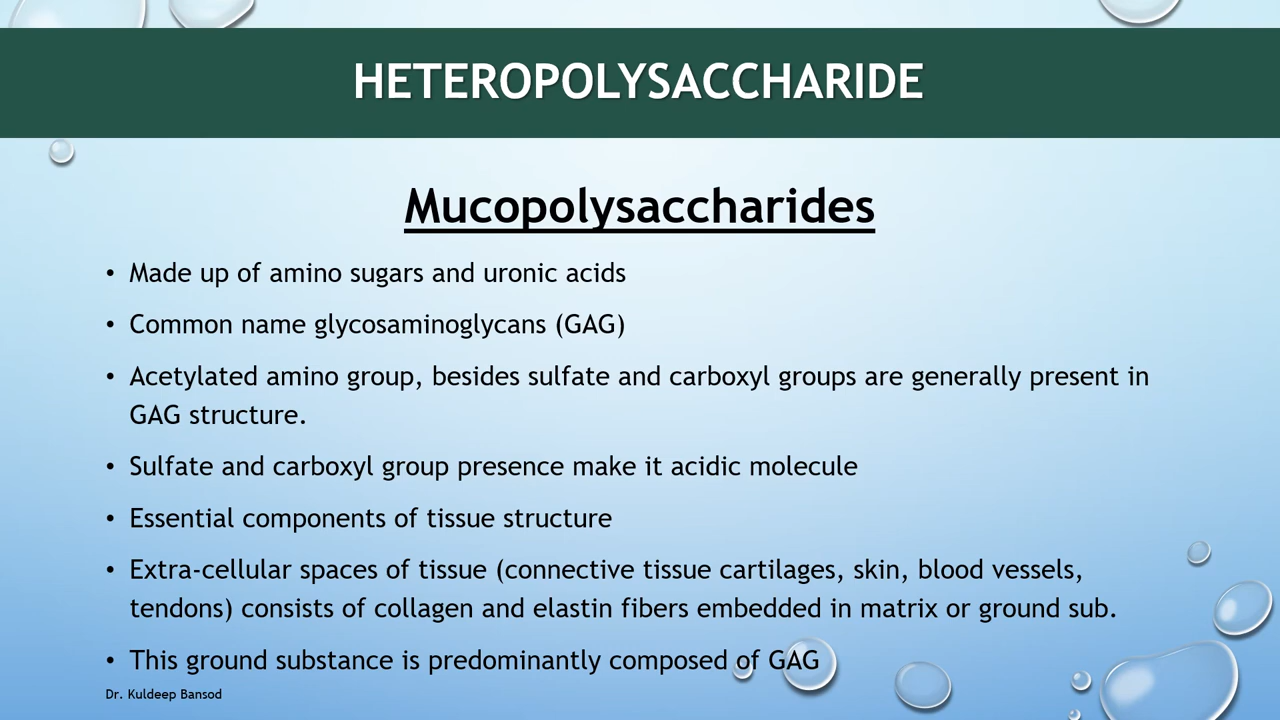 HETEROPOLYSACCHARIDE
Mucopolysaccharides
• Made up of amino sugars and uronic acids
• Common name glycosaminoglycans (GAG)
• Acetylated amino group, besides sulfate and carboxyl groups are generally present in
GAG structure.
• Sulfate and carboxyl group presence make it acidic molecule
• Essential components of tissue structure
• Extra-cellular spaces of tissue (connective tissue cartilages, skin, blood vessels,
tendons) consists of collagen and elastin fibers embedded in matrix or ground sub.
• This ground substance is predominantly composed of GAG
Dr. Kuldeep Bansod